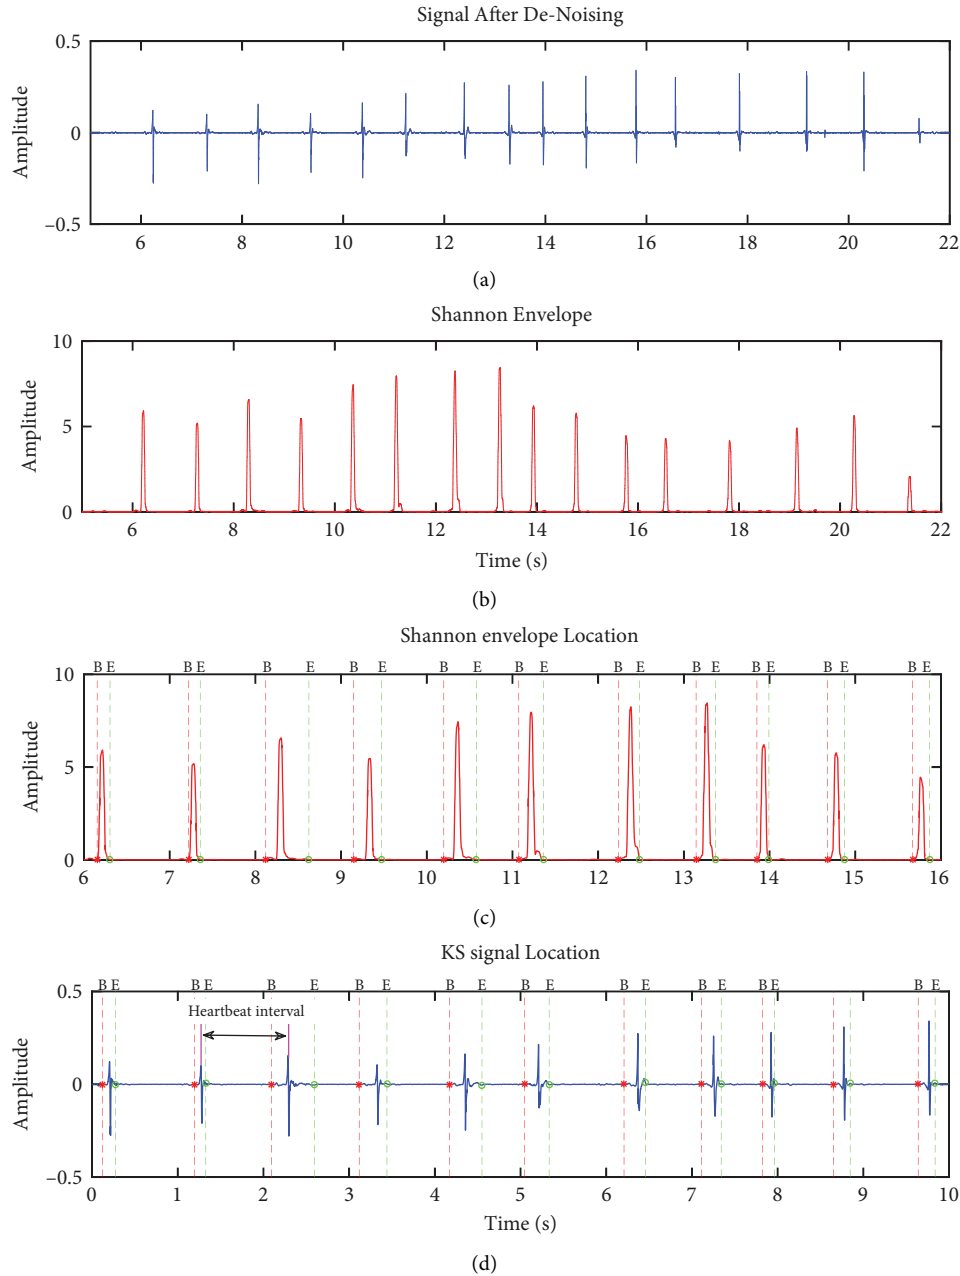 Signal After De-Noising
0.5
0
–0.5
Amplitude
6 8 10 12 14 16 18 20 22
(a)
Shannon Envelope
10
5
0
Amplitude
6 8 10 12 14 16 18 20 22
Time (s)
(b)
Shannon envelope Location
B E B E B E B E B E B E B E B E B E B E B E
10
5
0
Amplitude
6 7 8 9 10 11 12 13 14 15 16
(c)
KS signal Location
B E B E B E B E B E B E B E B E B E B E B E
0.5
0
–0.5
Amplitude
Heartbeat interval
0 1 2 3 4 5 6 7 8 9 10
Time (s)
(d)